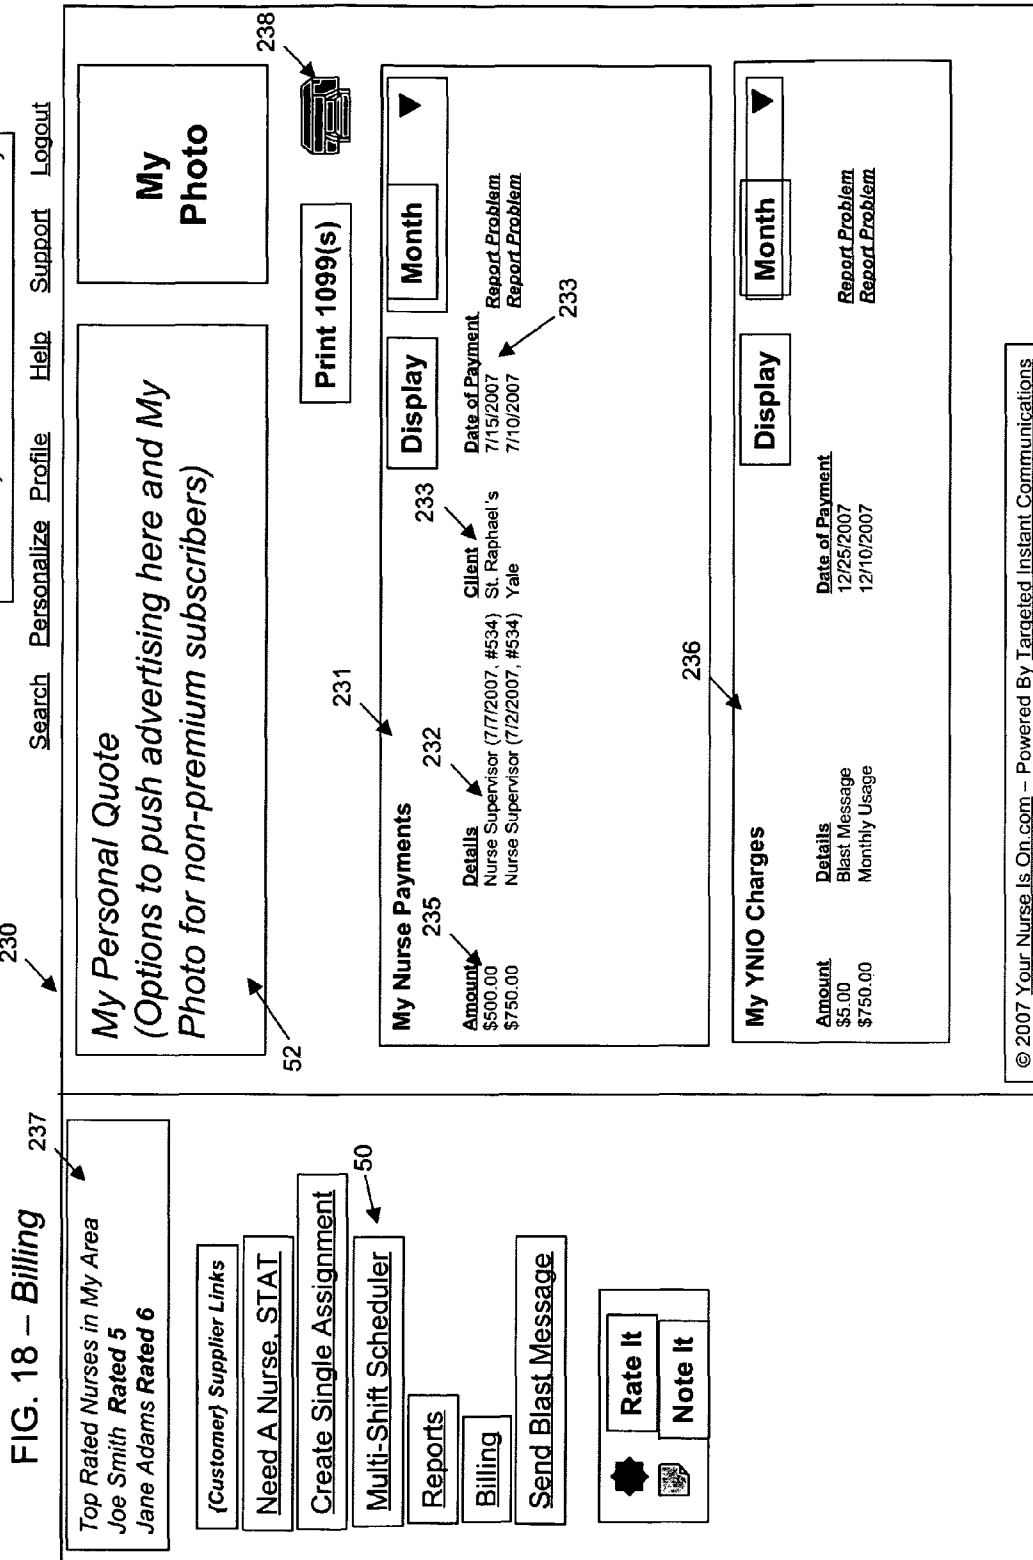 FIG. 18 – Billing
230
237
Search Personalize Profile Help Support Logout
Top Rated Nurses in My Area
Joe Smith Rated 5
Jane Adams Rated 6
My Personal Quote
(Options to push advertising here and My
Photo for non-premium subscribers)
My
Photo
52
{Customer} Supplier Links
Need A Nurse, STAT
Create Single Assignment
Multi-Shift Scheduler
50
Reports
Billing
Send Blast Message
Rate It
Note It
Print 1099(s)
238
231
My Nurse Payments
Display
Month
235
232
233
Amount Details Client Date of Payment
$500.00 Nurse Supervisor (7/7/2007, #534) St. Raphael's 7/15/2007 Report Problem
$750.00 Nurse Supervisor (7/2/2007, #534) Yale 7/10/2007 Report Problem
233
236
My YNIO Charges
Display
Month
Amount Details Date of Payment
$5.00 Blast Message 12/25/2007 Report Problem
$750.00 Monthly Usage 12/10/2007 Report Problem
© 2007 Your Nurse Is On.com – Powered By Targeted Instant Communications